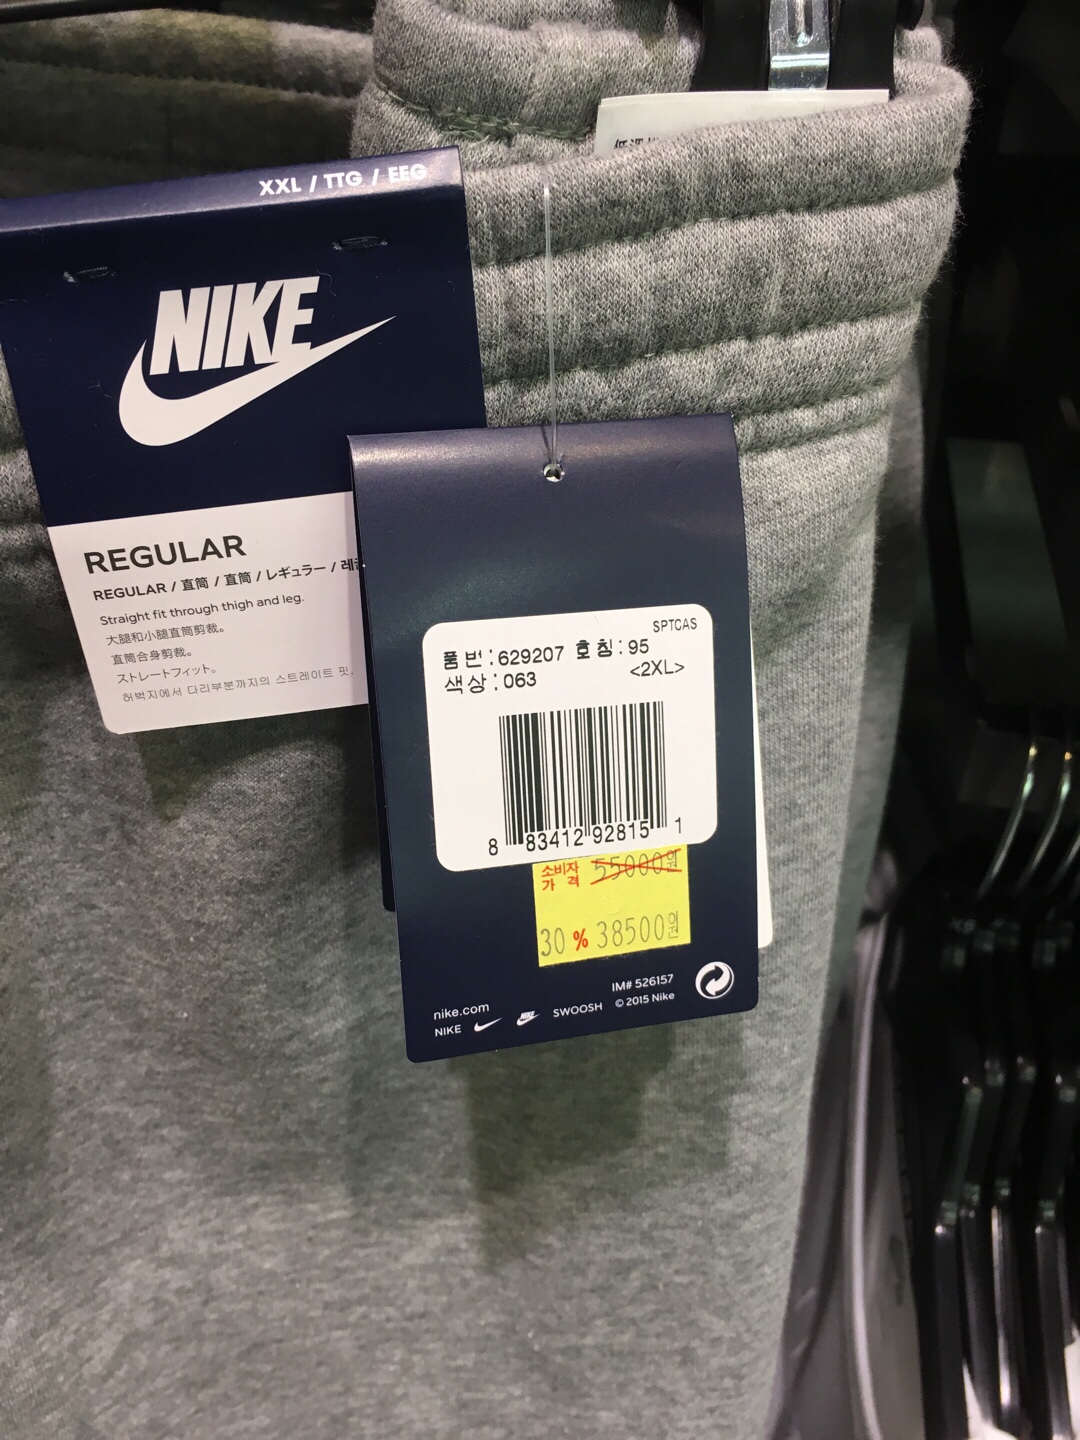 XXL / TTG / EEG
NIKE
REGULAR
REGULAR / 直筒 / 直筒 / レギュラー / 레
Straight fit through thigh and leg.
大腿和小腿直筒剪裁。
直筒合身剪裁。
ストレートフィット。
허벅지에서 다리부분까지의 스트레이트 핏.
SPTCAS
품번:629207 호칭:95
색상:063 <2XL>
8 83412 92815 1
소비자
가격 55000원
30% 38500원
nike.com IM# 526157
NIKE NIKE SWOOSH © 2015 Nike